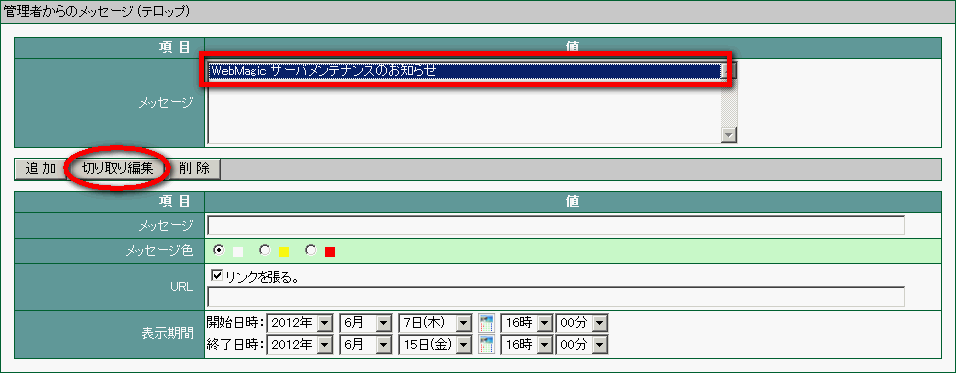 管理者からのメッセージ（テロップ）
項目 値
WebMagic サーバメンテナンスのお知らせ
メッセージ
追加 切り取り編集 削除
項目 値
メッセージ
メッセージ色
URL リンクを張る。
表示期間
開始日時： 2012年 6月 7日(木) 16時 00分
終了日時： 2012年 6月 15日(金) 16時 00分